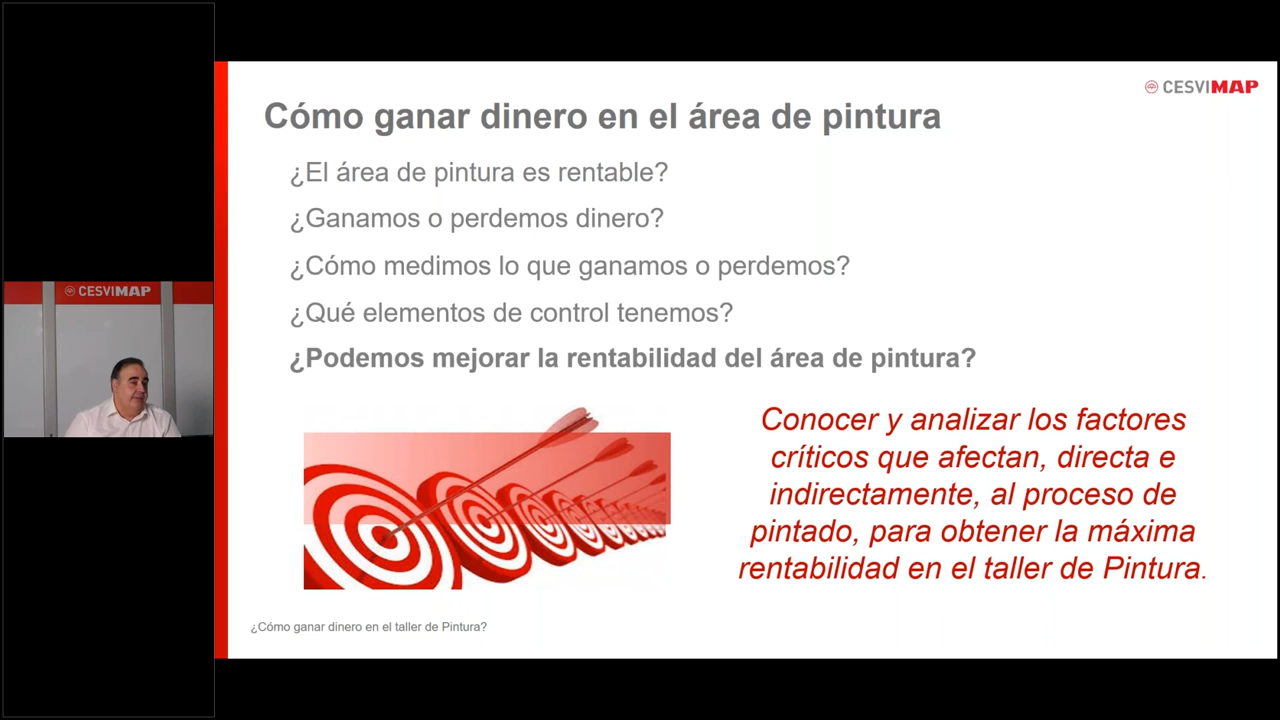 CESVIMAP
Cómo ganar dinero en el área de pintura
¿El área de pintura es rentable?
¿Ganamos o perdemos dinero?
¿Cómo medimos lo que ganamos o perdemos?
¿Qué elementos de control tenemos?
¿Podemos mejorar la rentabilidad del área de pintura?
CESVIMAP
Conocer y analizar los factores
críticos que afectan, directa e
indirectamente, al proceso de
pintado, para obtener la máxima
rentabilidad en el taller de Pintura.
¿Cómo ganar dinero en el taller de Pintura?